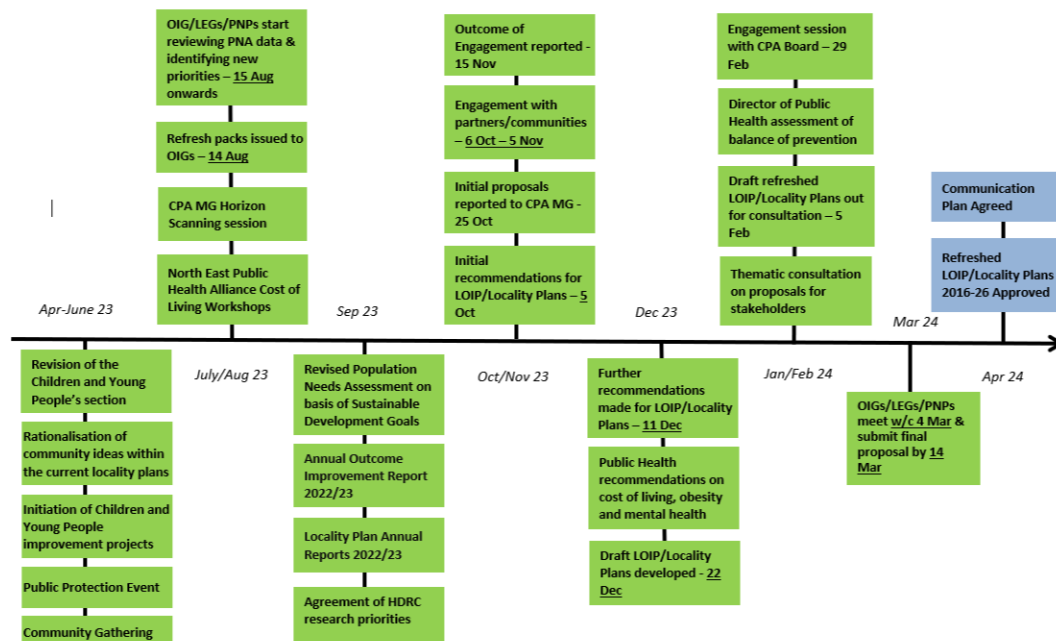 OIG/LEGs/PNPs start
reviewing PNA data &
identifying new
priorities – 15 Aug
onwards
Refresh packs issued to
OIGs – 14 Aug
CPA MG Horizon
Scanning session
North East Public
Health Alliance Cost of
Living Workshops
Outcome of
Engagement reported -
15 Nov
Engagement with
partners/communities
– 6 Oct – 5 Nov
Initial proposals
reported to CPA MG -
25 Oct
Initial
recommendations for
LOIP/Locality Plans – 5
Oct
Engagement session
with CPA Board – 29
Feb
Director of Public
Health assessment of
balance of prevention
Draft refreshed
LOIP/Locality Plans out
for consultation – 5
Feb
Thematic consultation
on proposals for
stakeholders
Communication
Plan Agreed
Refreshed
LOIP/Locality Plans
2016-26 Approved
Apr-June 23
Sep 23
Dec 23
Mar 24
July/Aug 23
Oct/Nov 23
Jan/Feb 24
Apr 24
Revision of the
Children and Young
People's section
Rationalisation of
community ideas within
the current locality plans
Initiation of Children and
Young People
improvement projects
Public Protection Event
Community Gathering
Revised Population
Needs Assessment on
basis of Sustainable
Development Goals
Annual Outcome
Improvement Report
2022/23
Locality Plan Annual
Reports 2022/23
Agreement of HDRC
research priorities
Further
recommendations
made for LOIP/Locality
Plans – 11 Dec
Public Health
recommendations on
cost of living, obesity
and mental health
Draft LOIP/Locality
Plans developed - 22
Dec
OIGs/LEGs/PNPs
meet w/c 4 Mar &
submit final
proposal by 14
Mar